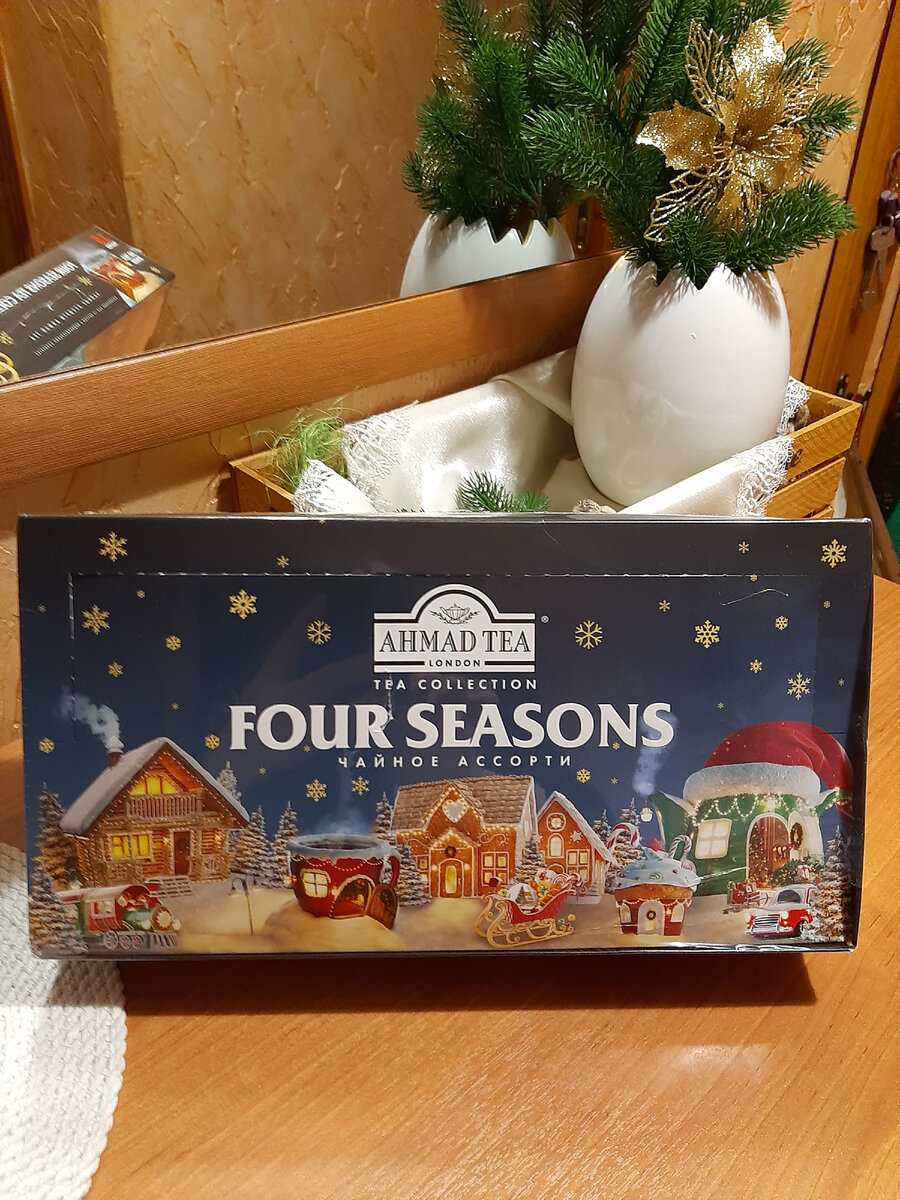 AHMAD TEA®
LONDON
TEA COLLECTION
FOUR SEASONS
ЧАЙНОЕ АССОРТИ